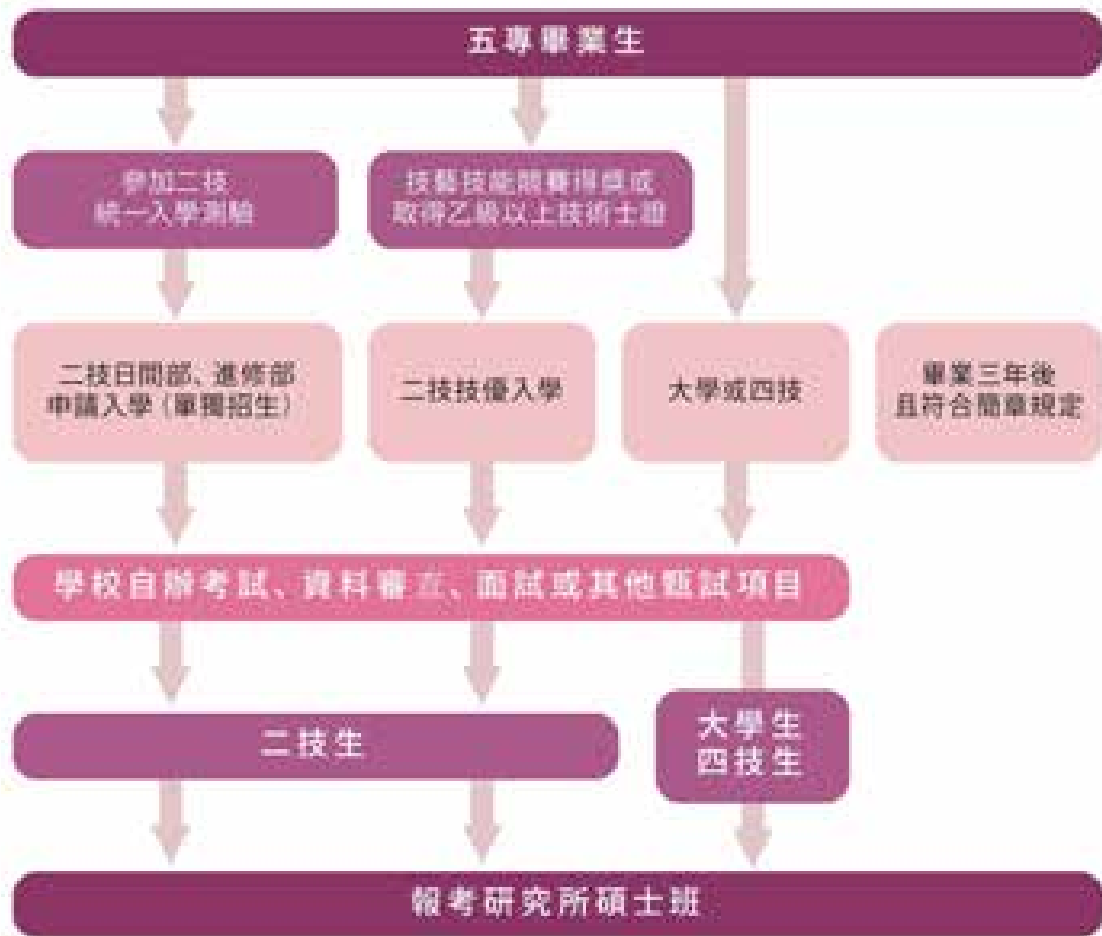 五專畢業生
參加二技
統一入學測驗
技藝技能競賽得獎或
取得乙級以上技術士證
二技日間部、進修部
申請入學(單獨招生)
二技技優入學
大學或四技
畢業三年後
且符合簡章規定
學校自辦考試、資料審查、面試或其他甄試項目
二技生
大學生
四技生
報考研究所碩士班